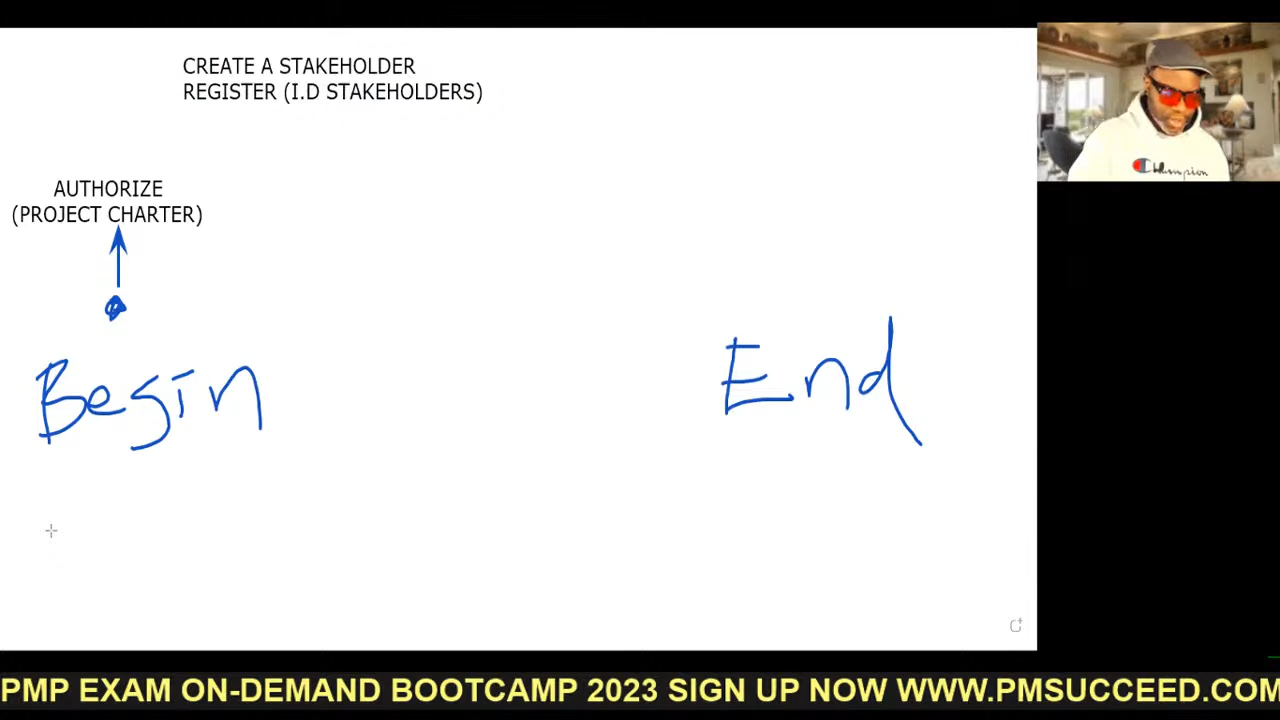 CREATE A STAKEHOLDER
REGISTER (I.D STAKEHOLDERS)
AUTHORIZE
(PROJECT CHARTER)
Begin
End
Champion
PMP EXAM ON-DEMAND BOOTCAMP 2023 SIGN UP NOW WWW.PMSUCCEED.COM